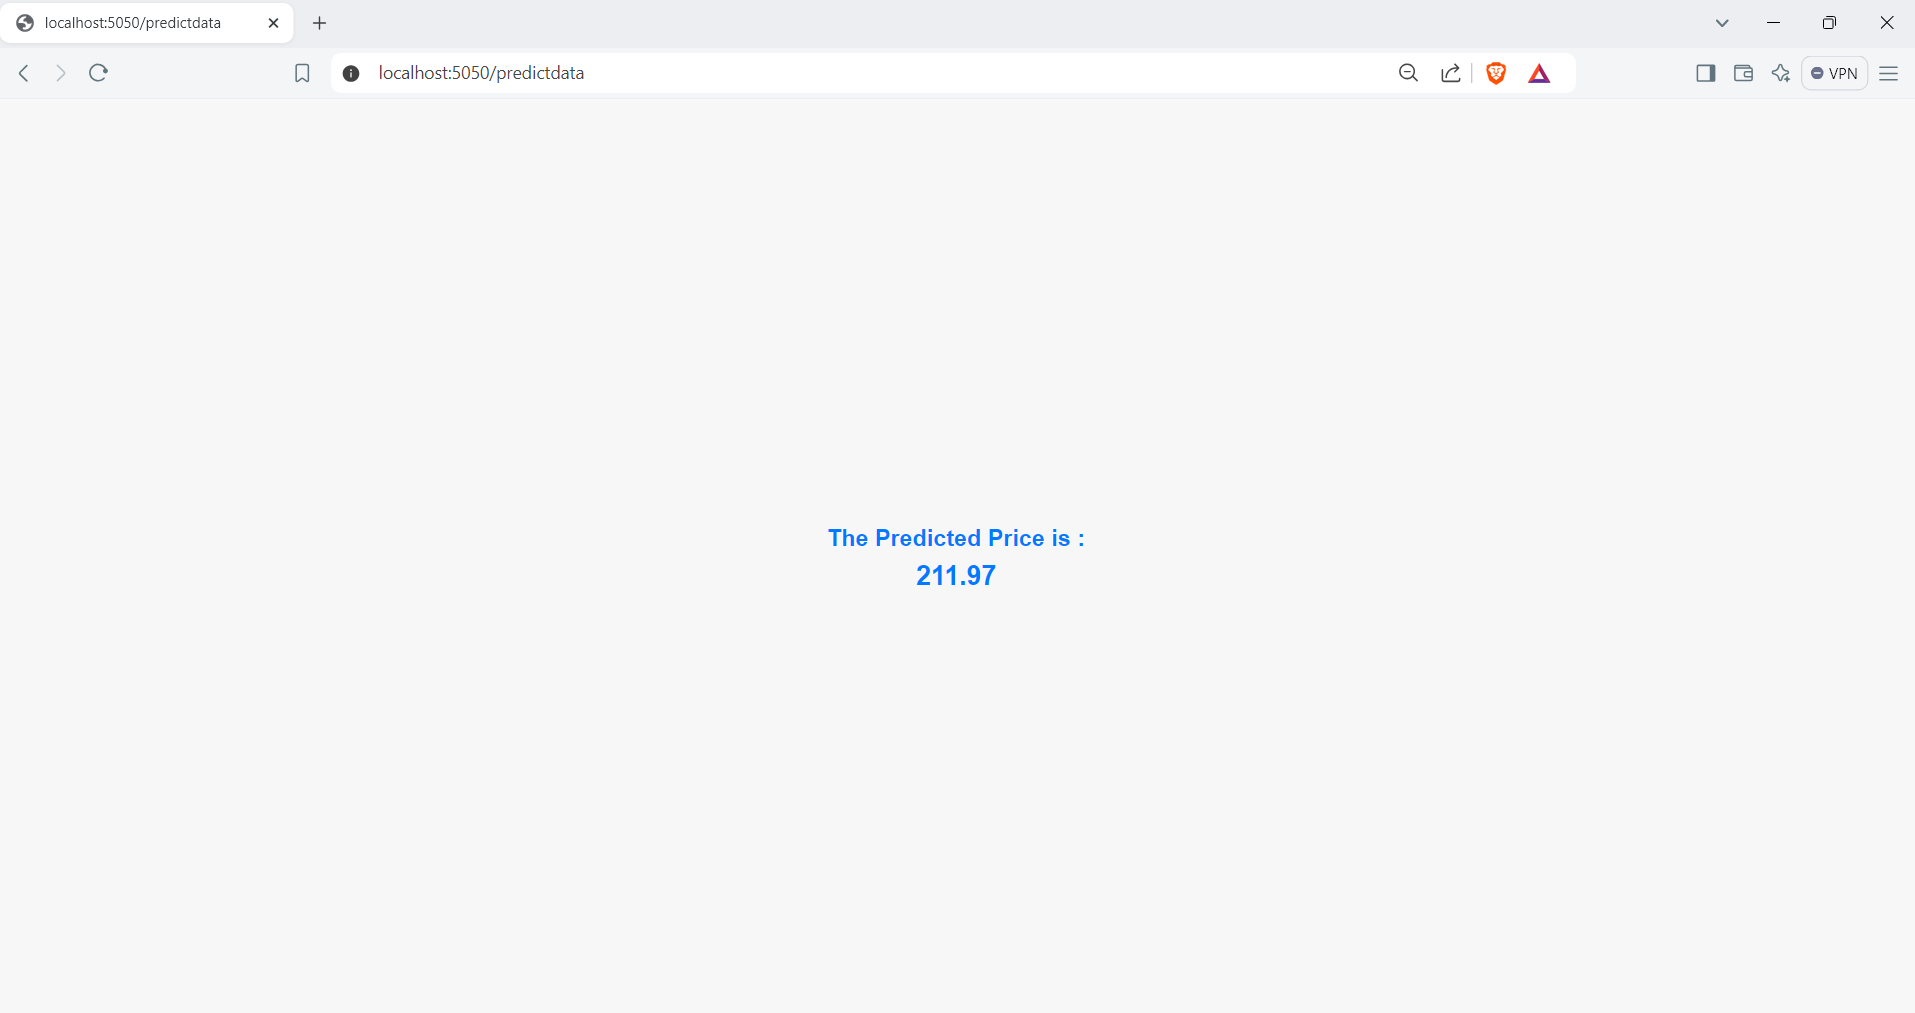 localhost:5050/predictdata
localhost:5050/predictdata
VPN
The Predicted Price is :
211.97